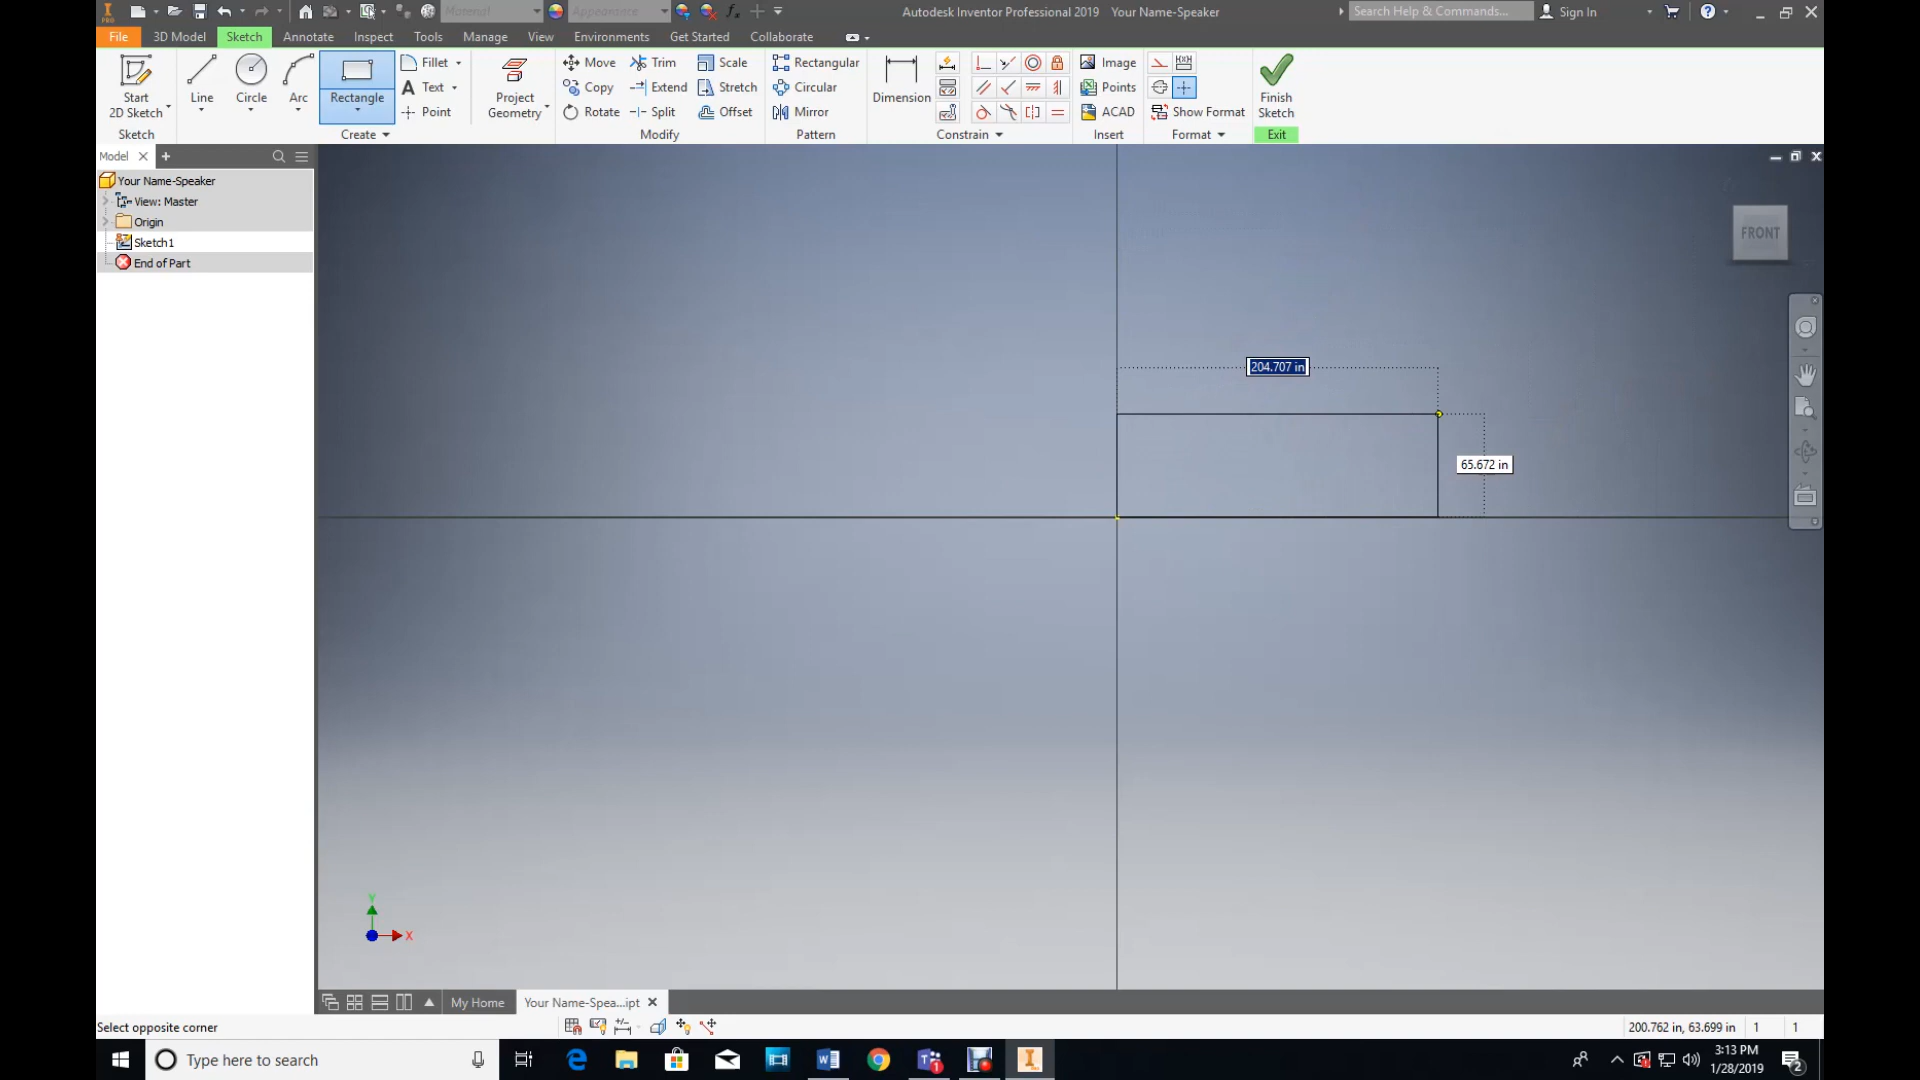 Material
Appearance
Autodesk Inventor Professional 2019 Your Name-Speaker
Search Help & Commands...
Sign In
PRO
File
3D Model
Sketch
Annotate
Inspect
Tools
Manage
View
Environments
Get Started
Collaborate
Start
2D Sketch
Line
Circle
Arc
Rectangle
Fillet
Text
Point
Project
Geometry
Move
Copy
Rotate
Trim
Extend
Split
Scale
Stretch
Offset
Rectangular
Circular
Mirror
Dimension
Image
Points
ACAD
Show Format
Finish
Sketch
Sketch
Create
Modify
Pattern
Constrain
Insert
Format
Exit
Model
Your Name-Speaker
View: Master
Origin
Sketch1
End of Part
FRONT
204.707 in
65.672 in
Y
X
My Home
Your Name-Spea...ipt
Select opposite corner
200.762 in, 63.699 in 1 1
Type here to search
3:13 PM
1/28/2019
2